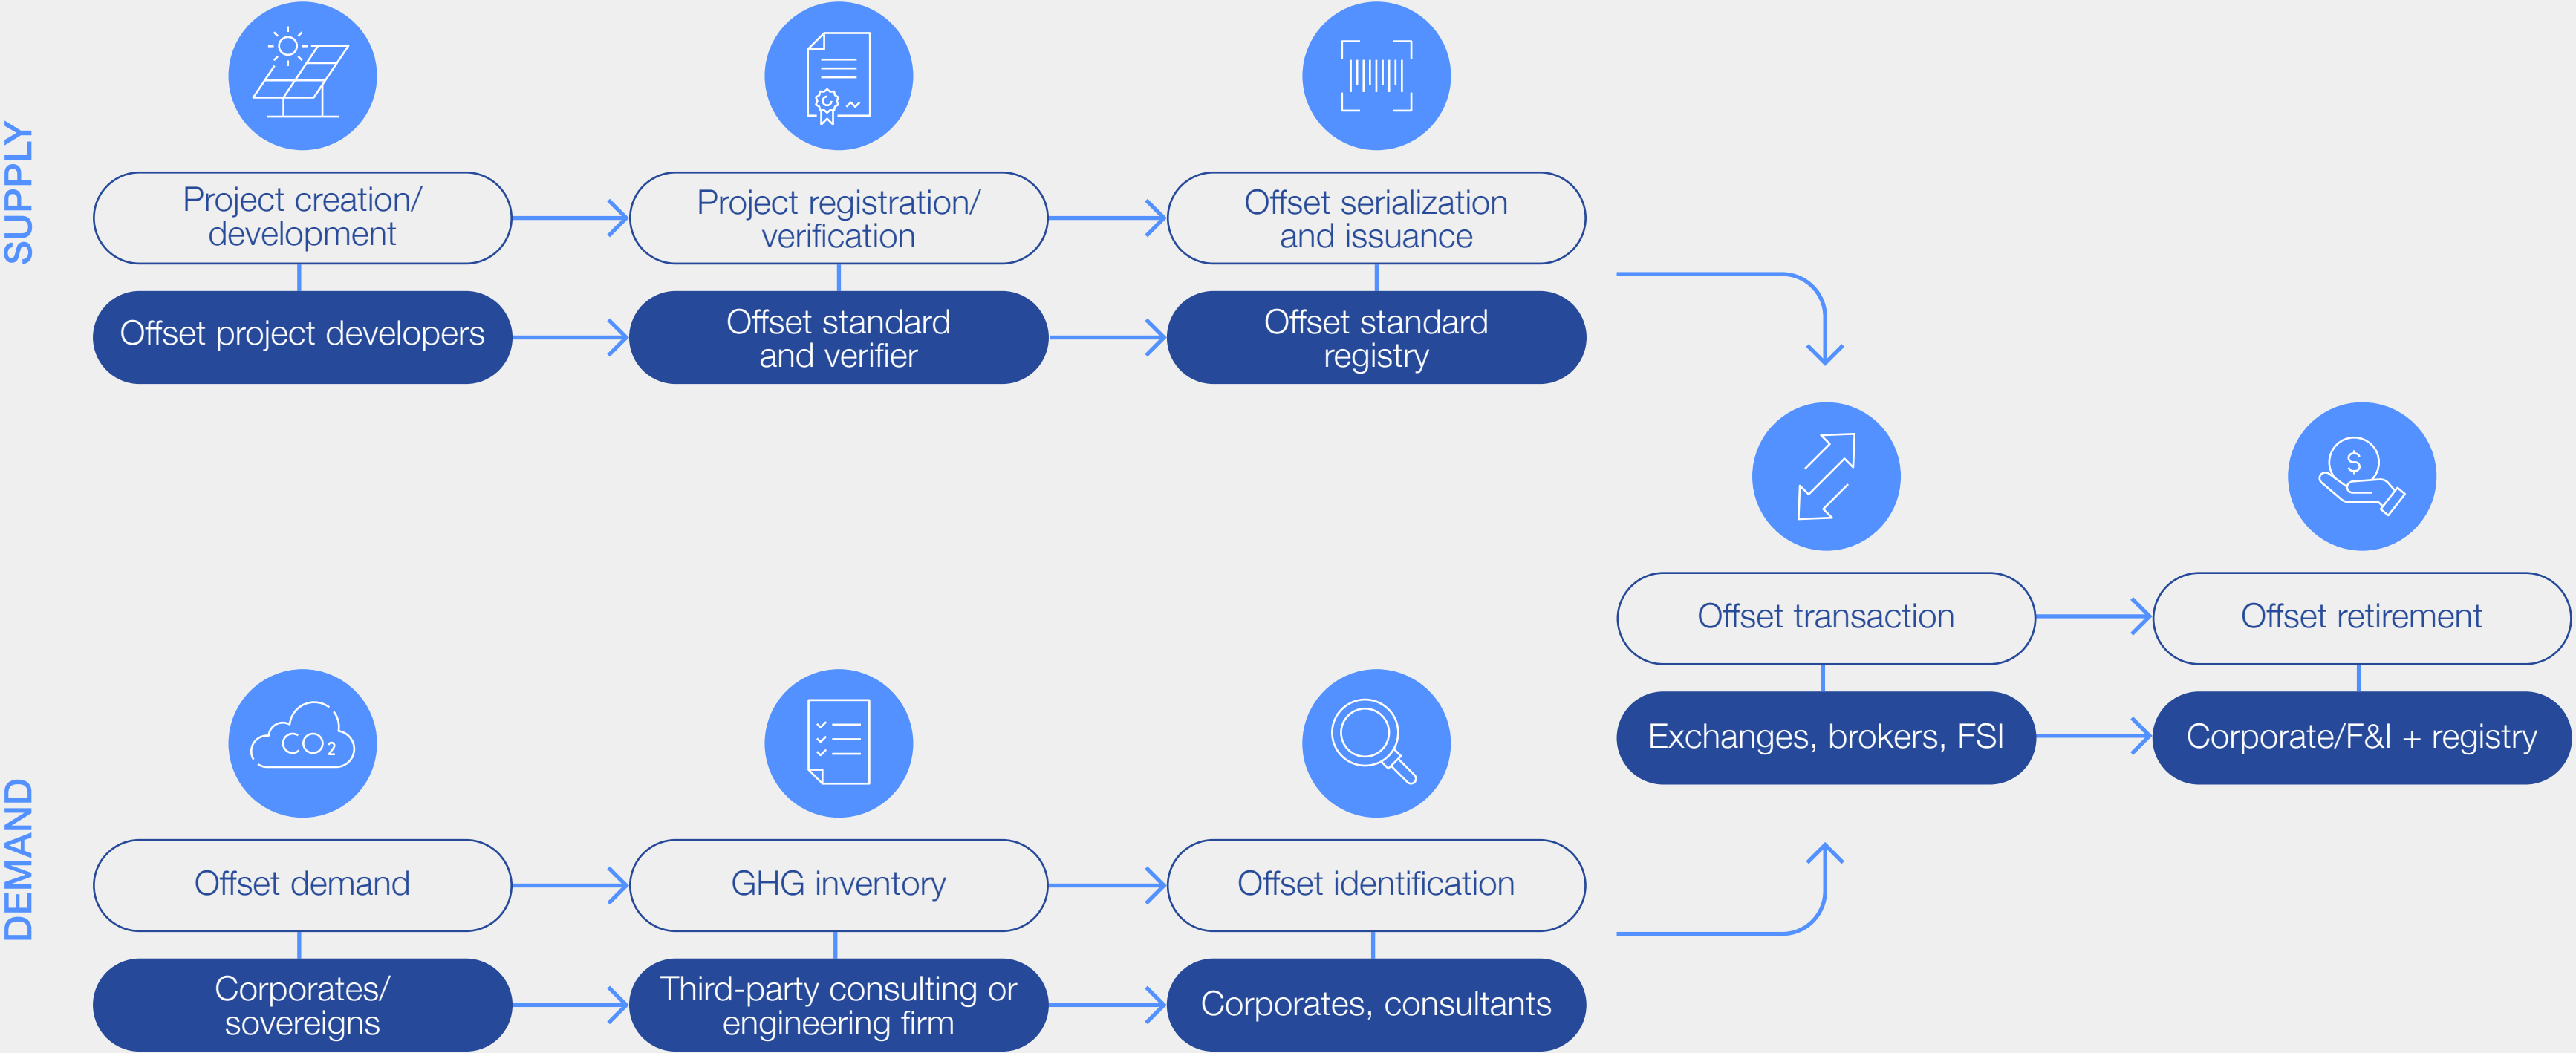 SUPPLY
Project creation/
development
Project registration/
verification
Offset serialization
and issuance
Offset project developers
Offset standard
and verifier
Offset standard
registry
$
Offset transaction
Offset retirement
Exchanges, brokers, FSI
Corporate/F&I + registry
DEMAND
CO2
Offset demand
GHG inventory
Offset identification
Corporates/
sovereigns
Third-party consulting or
engineering firm
Corporates, consultants